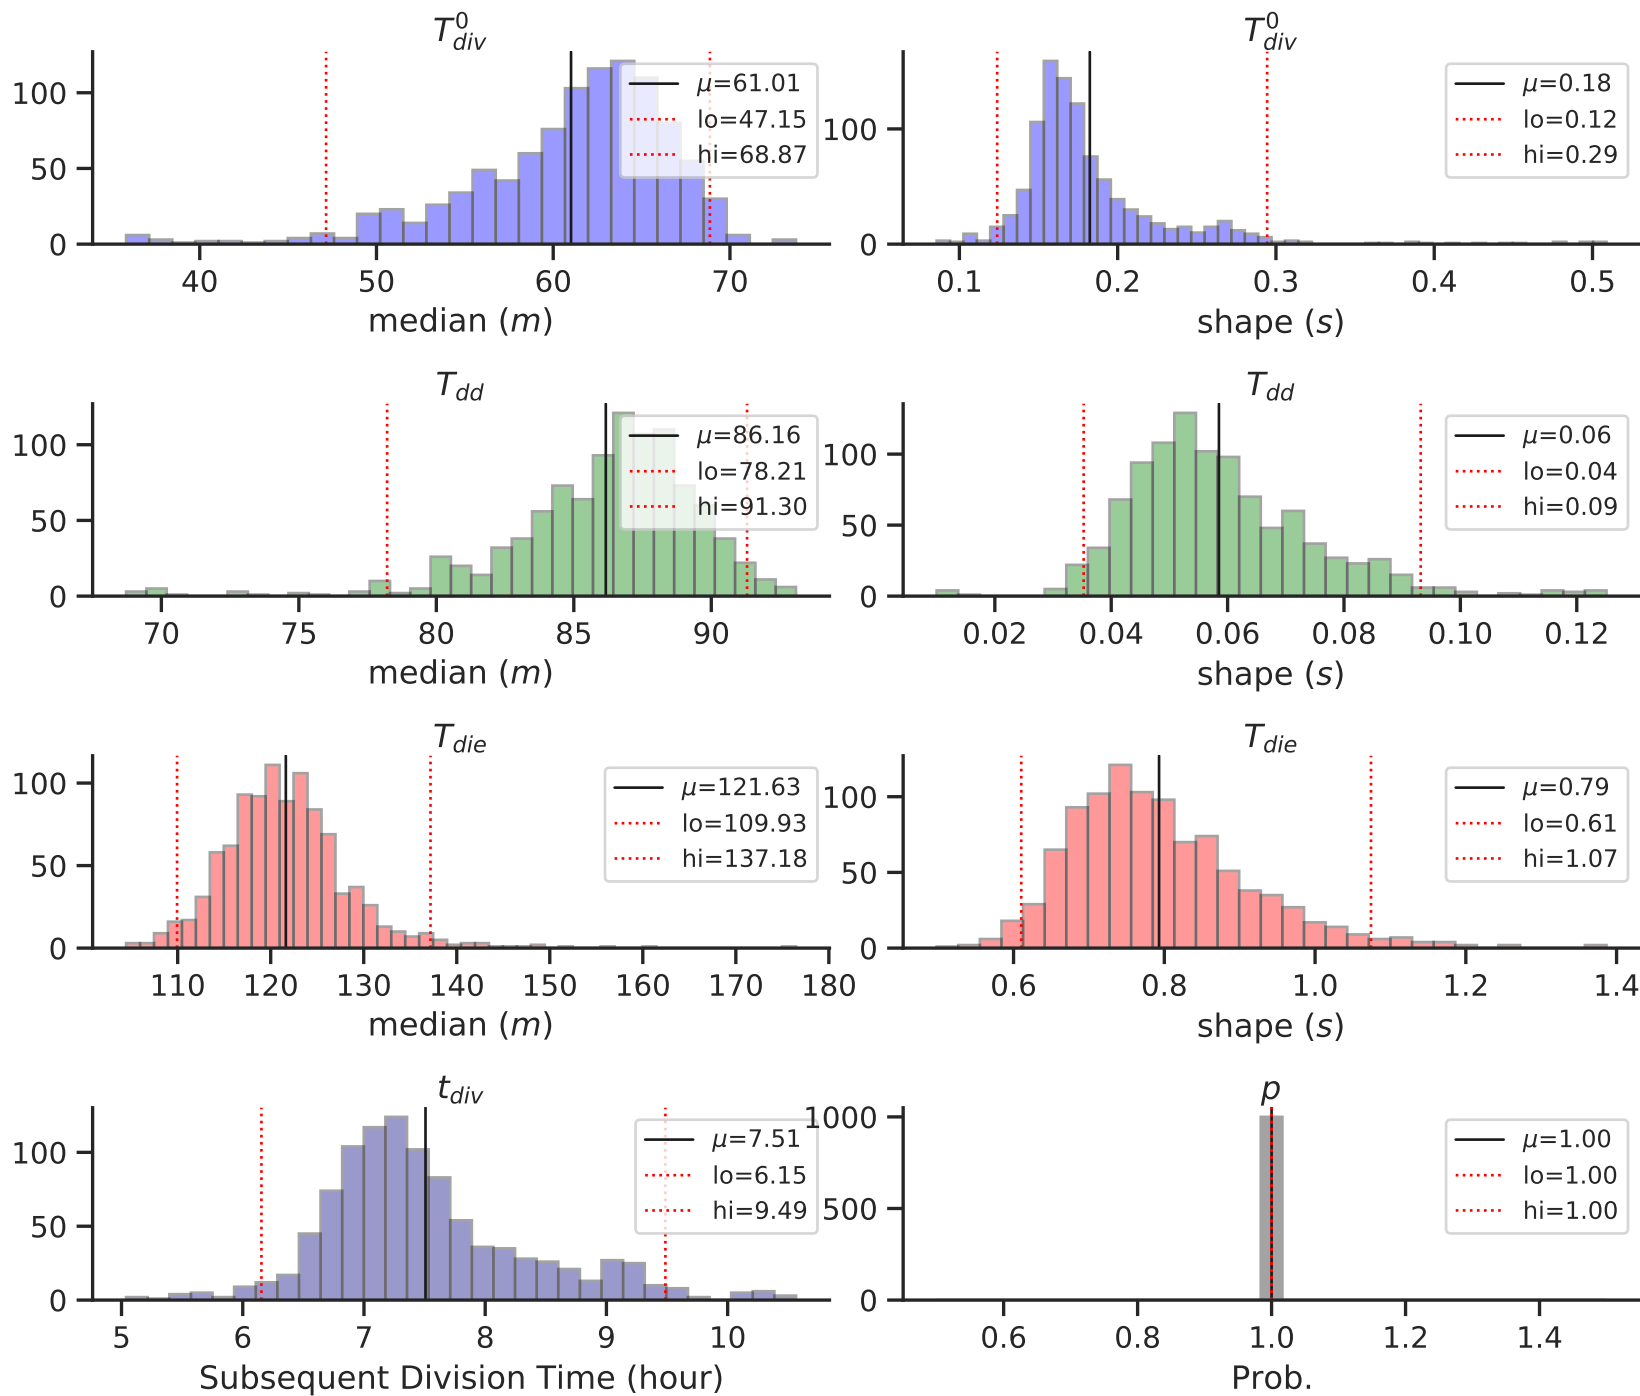 T⁰div
100
50
0
μ=61.01
lo=47.15
hi=68.87
40 50 60 70
median (m)
T⁰div
100
0
μ=0.18
lo=0.12
hi=0.29
0.1 0.2 0.3 0.4 0.5
shape (s)
Tdd
100
50
0
μ=86.16
lo=78.21
hi=91.30
70 75 80 85 90
median (m)
Tdd
100
50
0
μ=0.06
lo=0.04
hi=0.09
0.02 0.04 0.06 0.08 0.10 0.12
shape (s)
Tdie
100
50
0
μ=121.63
lo=109.93
hi=137.18
110 120 130 140 150 160 170 180
median (m)
Tdie
100
50
0
μ=0.79
lo=0.61
hi=1.07
0.6 0.8 1.0 1.2 1.4
shape (s)
tdiv
100
50
0
μ=7.51
lo=6.15
hi=9.49
5 6 7 8 9 10
Subsequent Division Time (hour)
p
1000
500
0
μ=1.00
lo=1.00
hi=1.00
0.6 0.8 1.0 1.2 1.4
Prob.